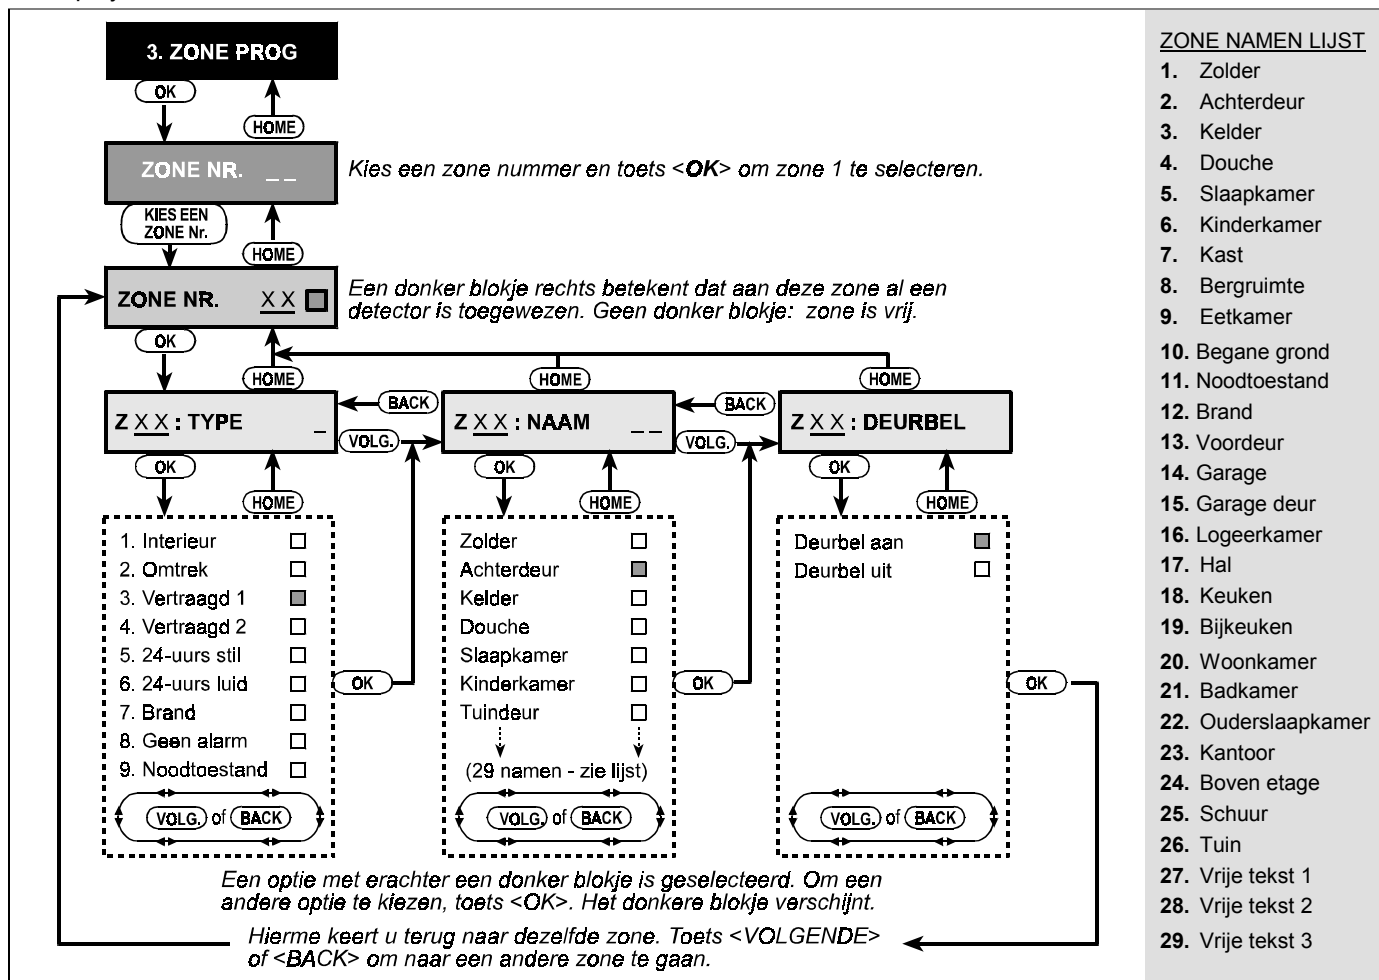 3. ZONE PROG
OK
HOME
ZONE NR. _ _
Kies een zone nummer en toets <OK> om zone 1 te selecteren.
KIES EEN
ZONE Nr.
HOME
ZONE NR. X X
Een donker blokje rechts betekent dat aan deze zone al een
detector is toegewezen. Geen donker blokje: zone is vrij.
OK
HOME
HOME
HOME
Z X X : TYPE _
BACK
VOLG.
Z X X : NAAM _ _
BACK
VOLG.
Z X X : DEURBEL
OK
HOME
OK
HOME
OK
HOME
1. Interieur
2. Omtrek
3. Vertraagd 1
4. Vertraagd 2
5. 24-uurs stil
6. 24-uurs luid
7. Brand
8. Geen alarm
9. Noodtoestand
VOLG. of BACK
OK
Zolder
Achterdeur
Kelder
Douche
Slaapkamer
Kinderkamer
Tuindeur
(29 namen - zie lijst)
VOLG. of BACK
OK
Deurbel aan
Deurbel uit
VOLG. of BACK
OK
Een optie met erachter een donker blokje is geselecteerd. Om een
andere optie te kiezen, toets <OK>. Het donkere blokje verschijnt.
Hierme keert u terug naar dezelfde zone. Toets <VOLGENDE>
of <BACK> om naar een andere zone te gaan.
ZONE NAMEN LIJST
1. Zolder
2. Achterdeur
3. Kelder
4. Douche
5. Slaapkamer
6. Kinderkamer
7. Kast
8. Bergruimte
9. Eetkamer
10. Begane grond
11. Noodtoestand
12. Brand
13. Voordeur
14. Garage
15. Garage deur
16. Logeerkamer
17. Hal
18. Keuken
19. Bijkeuken
20. Woonkamer
21. Badkamer
22. Ouderslaapkamer
23. Kantoor
24. Boven etage
25. Schuur
26. Tuin
27. Vrije tekst 1
28. Vrije tekst 2
29. Vrije tekst 3